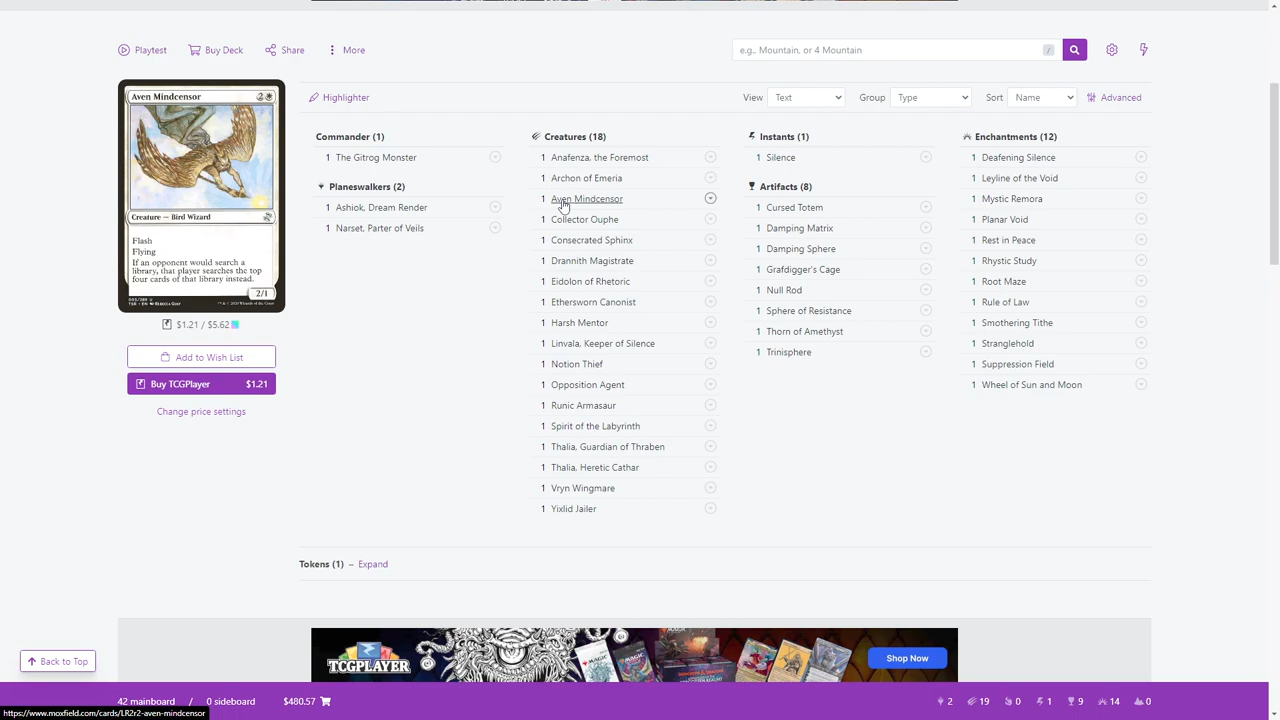 Playtest
Buy Deck
Share
More
e.g., Mountain, or 4 Mountain
/
Highlighter
View
Text
Group
Type
Sort
Name
Advanced
Aven Mindcensor
2
Creature — Bird Wizard
Flash
Flying
If an opponent would search a
library, that player searches the top
four cards of that library instead.
2/1
$1.21 / $5.62
Add to Wish List
Buy TCGPlayer $1.21
Change price settings
Commander (1)
1 The Gitrog Monster
Planeswalkers (2)
1 Ashiok, Dream Render
1 Narset, Parter of Veils
Creatures (18)
1 Anafenza, the Foremost
1 Archon of Emeria
1 Aven Mindcensor
1 Collector Ouphe
1 Consecrated Sphinx
1 Drannith Magistrate
1 Eidolon of Rhetoric
1 Ethersworn Canonist
1 Harsh Mentor
1 Linvala, Keeper of Silence
1 Notion Thief
1 Opposition Agent
1 Runic Armasaur
1 Spirit of the Labyrinth
1 Thalia, Guardian of Thraben
1 Thalia, Heretic Cathar
1 Vryn Wingmare
1 Yixlid Jailer
Instants (1)
1 Silence
Artifacts (8)
1 Cursed Totem
1 Damping Matrix
1 Damping Sphere
1 Grafdigger's Cage
1 Null Rod
1 Sphere of Resistance
1 Thorn of Amethyst
1 Trinisphere
Enchantments (12)
1 Deafening Silence
1 Leyline of the Void
1 Mystic Remora
1 Planar Void
1 Rest in Peace
1 Rhystic Study
1 Root Maze
1 Rule of Law
1 Smothering Tithe
1 Stranglehold
1 Suppression Field
1 Wheel of Sun and Moon
Tokens (1) – Expand
TCGPLAYER
Shop Now
Back to Top
42 mainboard / 0 sideboard $480.57
2 19 0 1 9 14 0
https://www.moxfield.com/cards/LR2r2-aven-mindcensor